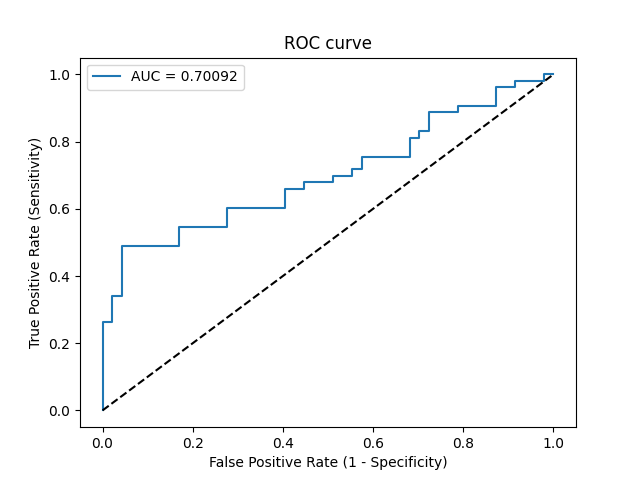 ROC curve
AUC = 0.70092
True Positive Rate (Sensitivity)
1.0
0.8
0.6
0.4
0.2
0.0
0.0 0.2 0.4 0.6 0.8 1.0
False Positive Rate (1 - Specificity)